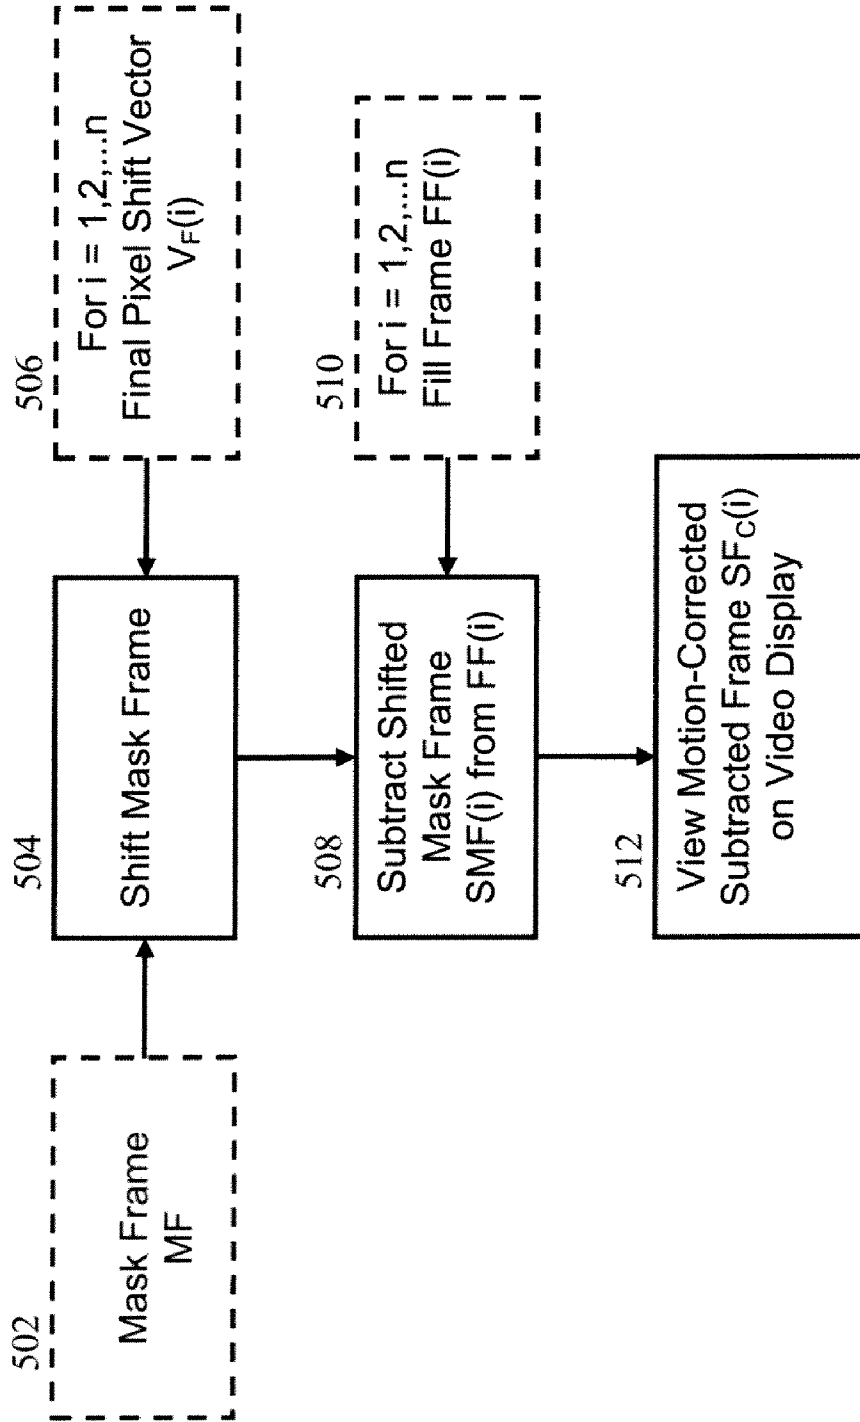 502
Mask Frame
MF
504
Shift Mask Frame
506
For i = 1,2,...n
Final Pixel Shift Vector
VF(i)
508
Subtract Shifted
Mask Frame
SMF(i) from FF(i)
510
For i = 1,2,...n
Fill Frame FF(i)
512
View Motion-Corrected
Subtracted Frame SFC(i)
on Video Display